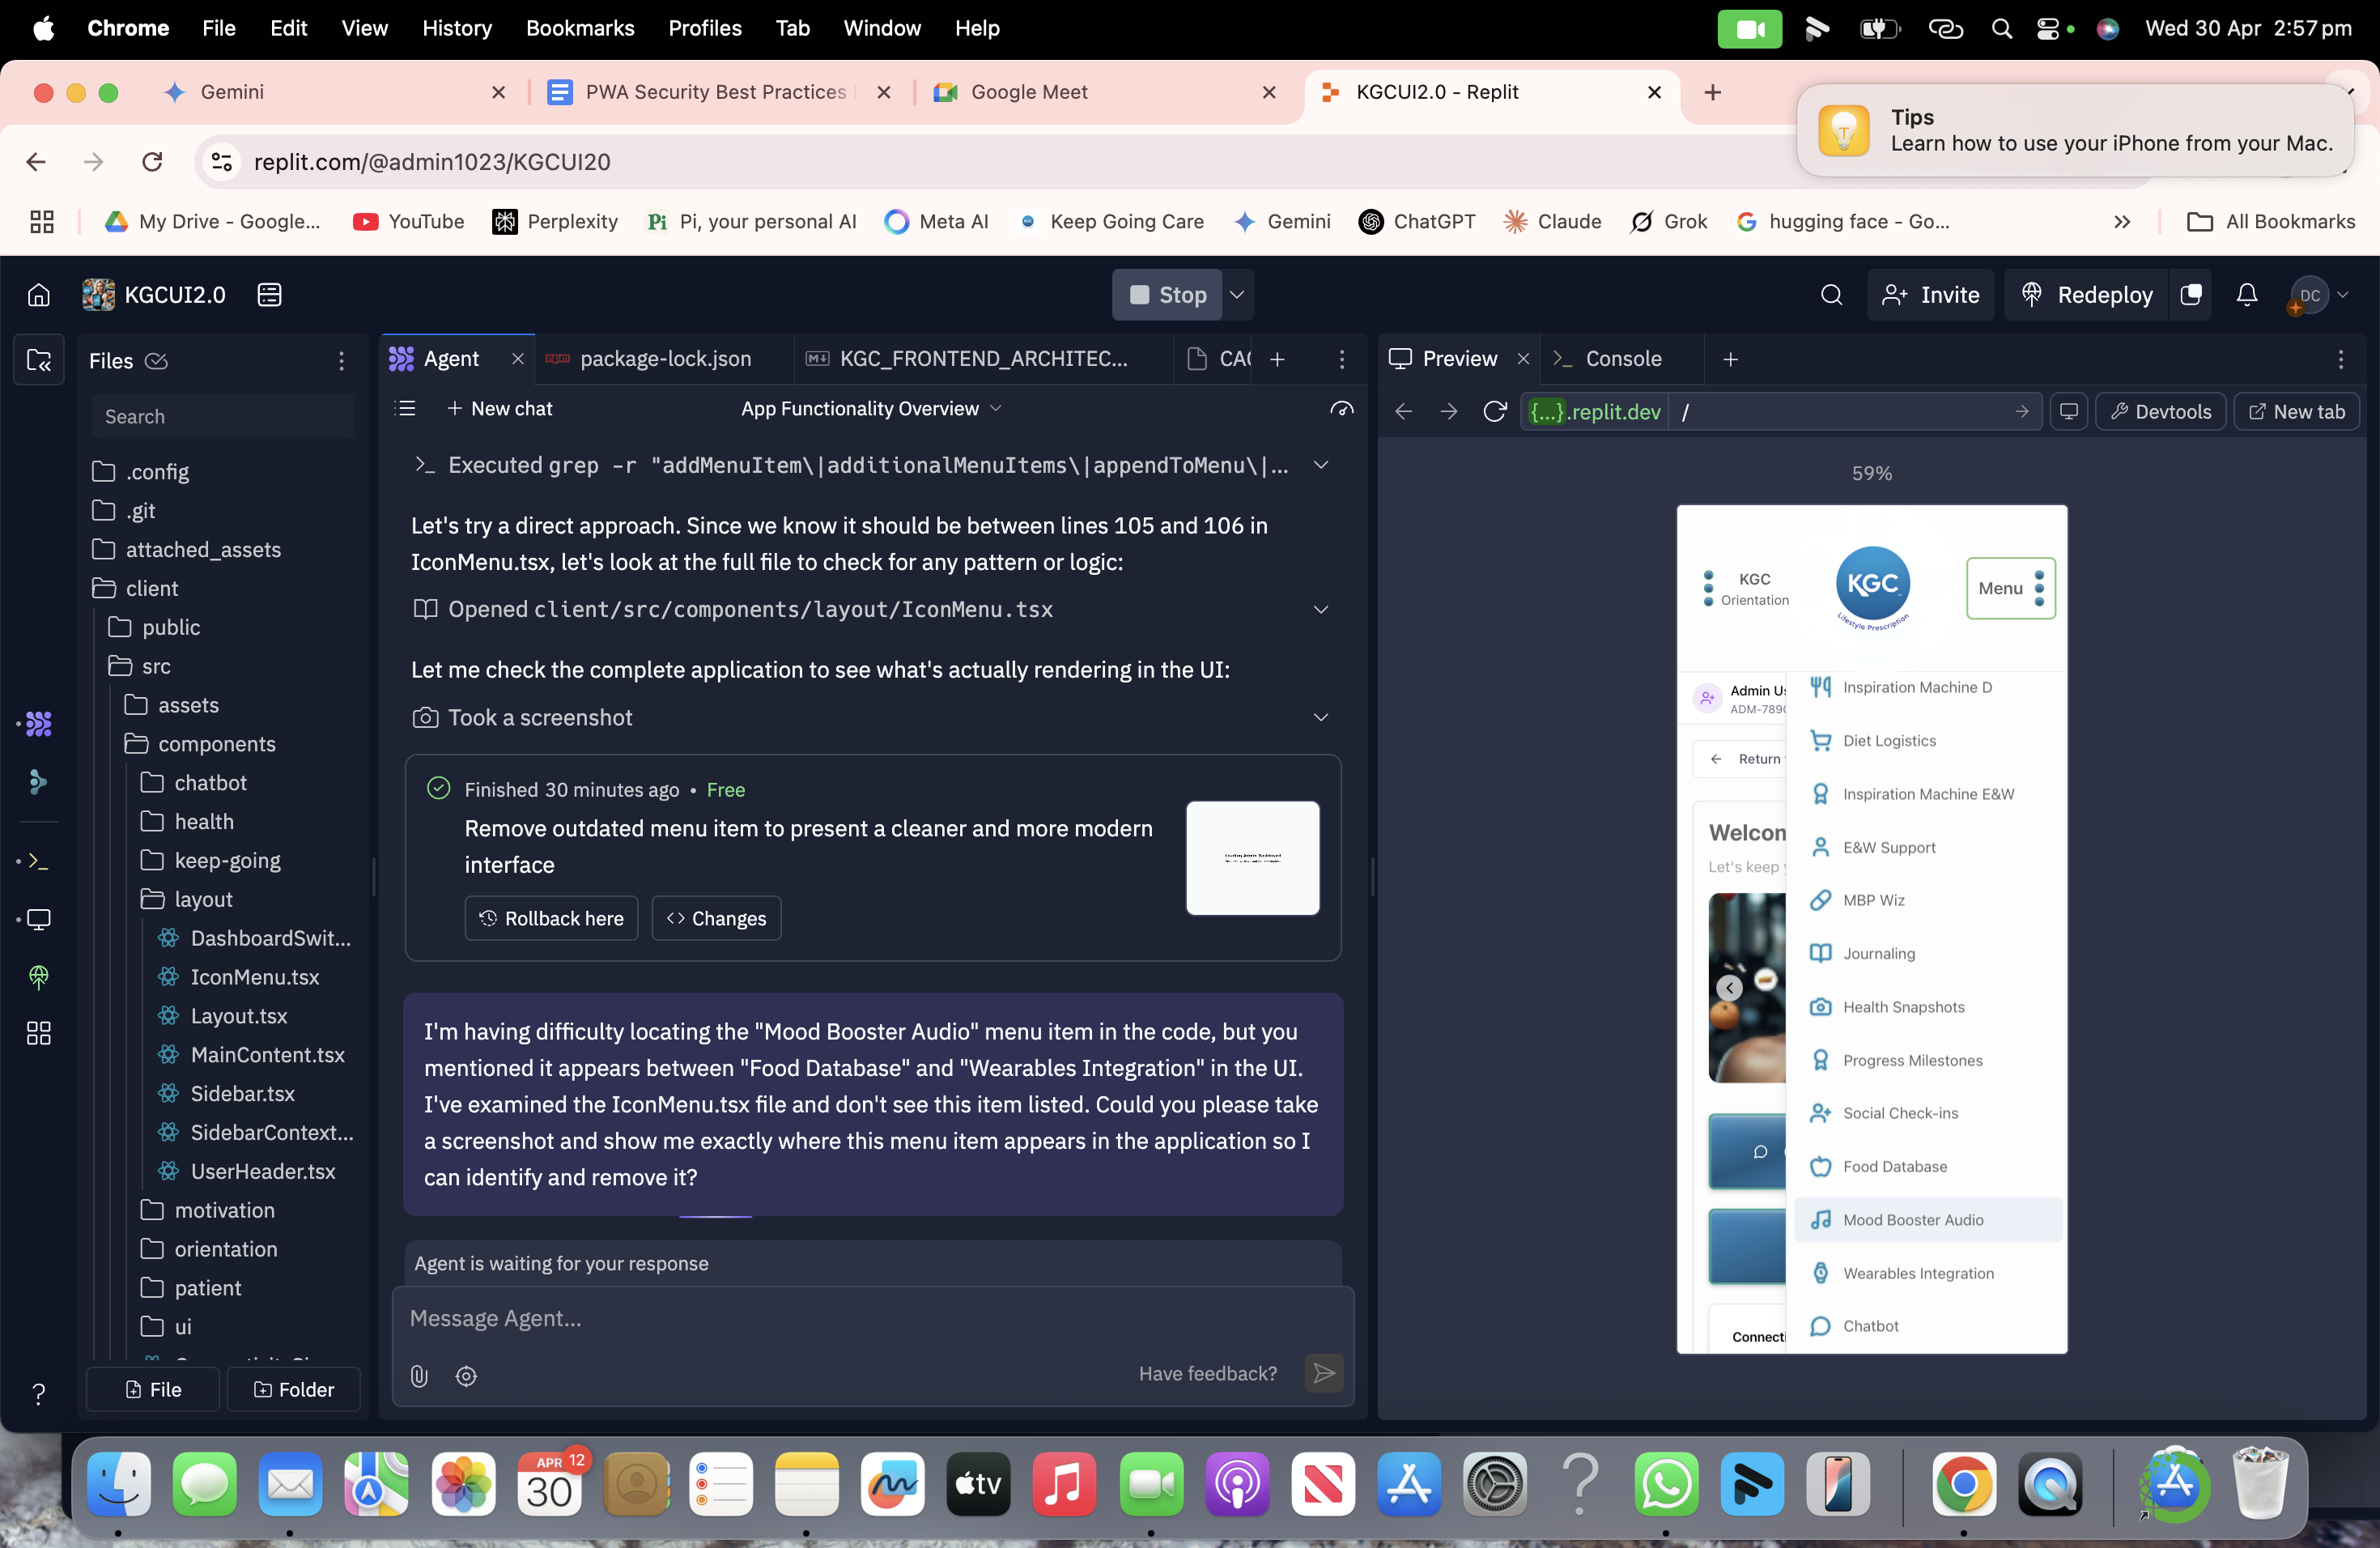 Chrome File Edit View History Bookmarks Profiles Tab Window Help Wed 30 Apr 2:57 pm
Gemini
PWA Security Best Practices
Google Meet
KGCUI2.0 - Replit
Tips
Learn how to use your iPhone from your Mac.
replit.com/@admin1023/KGCUI20
My Drive - Google...
YouTube
Perplexity
Pi, your personal AI
Meta AI
Keep Going Care
Gemini
ChatGPT
Claude
Grok
hugging face - Go...
All Bookmarks
KGCUI2.0
Stop
Invite
Redeploy
DC
Files
Search
.config
.git
attached_assets
client
public
src
assets
components
chatbot
health
keep-going
layout
DashboardSwit...
IconMenu.tsx
Layout.tsx
MainContent.tsx
Sidebar.tsx
SidebarContext...
UserHeader.tsx
motivation
orientation
patient
ui
File
Folder
Agent
package-lock.json
KGC_FRONTEND_ARCHITEC...
New chat
App Functionality Overview
Executed grep -r "addMenuItem\|additionalMenuItems\|appendToMenu\|...
Let's try a direct approach. Since we know it should be between lines 105 and 106 in
IconMenu.tsx, let's look at the full file to check for any pattern or logic:
Opened client/src/components/layout/IconMenu.tsx
Let me check the complete application to see what's actually rendering in the UI:
Took a screenshot
Finished 30 minutes ago • Free
Remove outdated menu item to present a cleaner and more modern
interface
Rollback here
Changes
I'm having difficulty locating the "Mood Booster Audio" menu item in the code, but you
mentioned it appears between "Food Database" and "Wearables Integration" in the UI.
I've examined the IconMenu.tsx file and don't see this item listed. Could you please take
a screenshot and show me exactly where this menu item appears in the application so I
can identify and remove it?
Agent is waiting for your response
Message Agent...
Have feedback?
Preview
Console
{...}.replit.dev /
Devtools
New tab
59%
KGC
Orientation
KGC
Lifestyle Prescription
Menu
Admin Us
ADM-789
Return
Welcon
Let's keep
Connecti
Inspiration Machine D
Diet Logistics
Inspiration Machine E&W
E&W Support
MBP Wiz
Journaling
Health Snapshots
Progress Milestones
Social Check-ins
Food Database
Mood Booster Audio
Wearables Integration
Chatbot
APR
12
30
tv